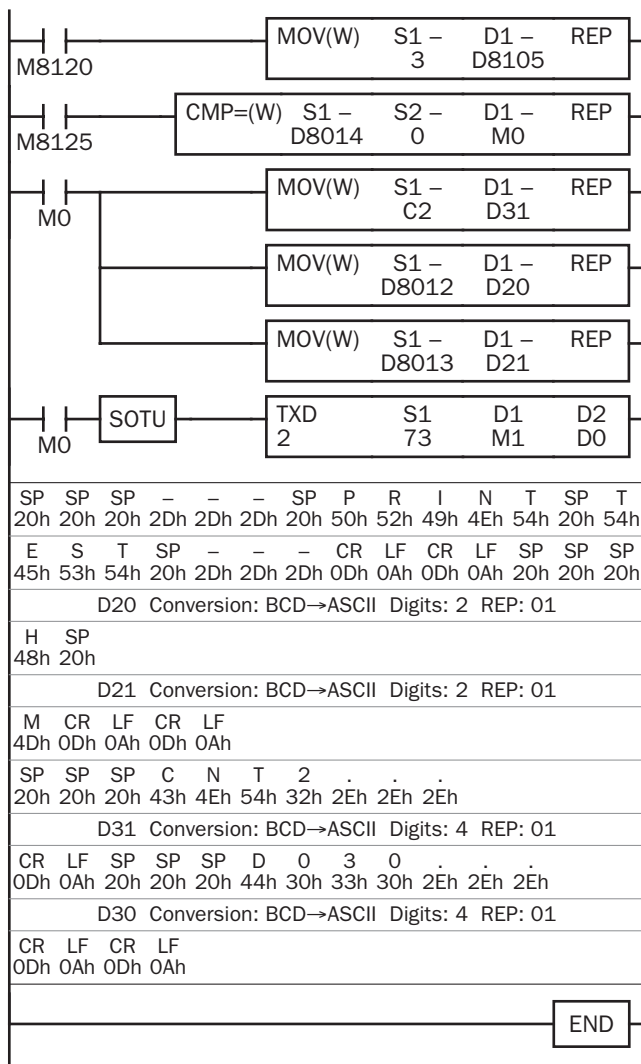 MOV(W) S1 – D1 – REP
M8120 3 D8105
CMP=(W) S1 – S2 – D1 – REP
M8125 D8014 0 M0
MOV(W) S1 – D1 – REP
M0 C2 D31
MOV(W) S1 – D1 – REP
D8012 D20
MOV(W) S1 – D1 – REP
D8013 D21
SOTU TXD S1 D1 D2
M0 2 73 M1 D0
SP SP SP – – – SP P R I N T SP T
20h 20h 20h 2Dh 2Dh 2Dh 20h 50h 52h 49h 4Eh 54h 20h 54h
E S T SP – – – CR LF CR LF SP SP SP
45h 53h 54h 20h 2Dh 2Dh 2Dh 0Dh 0Ah 0Dh 0Ah 20h 20h 20h
D20 Conversion: BCD→ASCII Digits: 2 REP: 01
H SP
48h 20h
D21 Conversion: BCD→ASCII Digits: 2 REP: 01
M CR LF CR LF
4Dh 0Dh 0Ah 0Dh 0Ah
SP SP SP C N T 2 . . .
20h 20h 20h 43h 4Eh 54h 32h 2Eh 2Eh 2Eh
D31 Conversion: BCD→ASCII Digits: 4 REP: 01
CR LF SP SP SP D 0 3 0 . . .
0Dh 0Ah 20h 20h 20h 44h 30h 33h 30h 2Eh 2Eh 2Eh
D30 Conversion: BCD→ASCII Digits: 4 REP: 01
CR LF CR LF
0Dh 0Ah 0Dh 0Ah
END